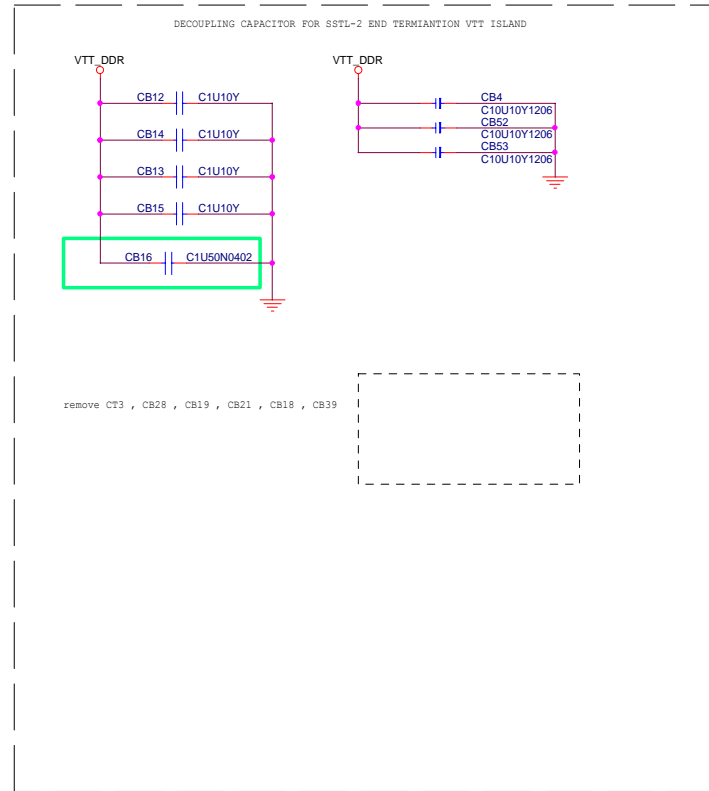 DECOUPLING CAPACITOR FOR SSTL-2 END TERMIANTION VTT ISLAND
VTT_DDR
CB12 C1U10Y
CB14 C1U10Y
CB13 C1U10Y
CB15 C1U10Y
CB16 C1U50N0402
VTT_DDR
CB4
C10U10Y1206
CB52
C10U10Y1206
CB53
C10U10Y1206
remove CT3 , CB28 , CB19 , CB21 , CB18 , CB39